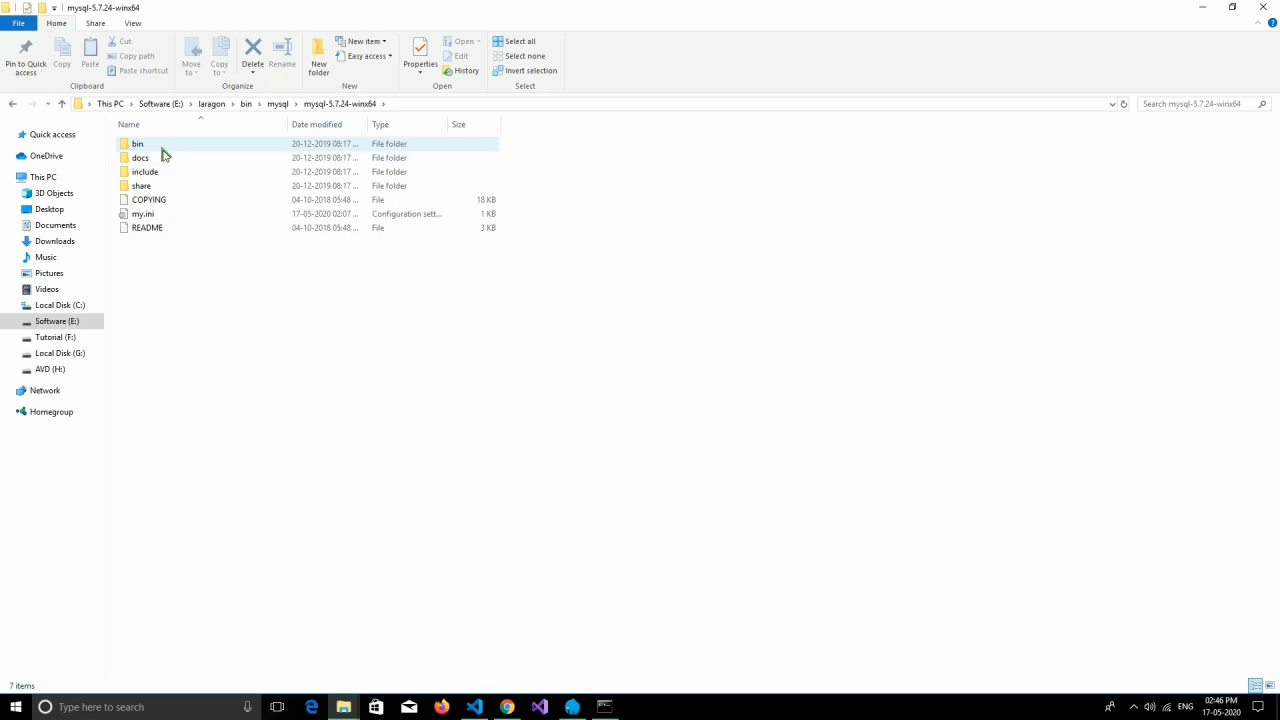 mysql-5.7.24-winx64
File Home Share View
Pin to Quick access
Copy
Paste
Cut
Copy path
Paste shortcut
Clipboard
Move to
Copy to
Delete
Rename
Organize
New folder
New item
Easy access
New
Properties
Open
Edit
History
Open
Select all
Select none
Invert selection
Select
This PC Software (E:) laragon bin mysql mysql-5.7.24-winx64
Search mysql-5.7.24-winx64
Quick access
OneDrive
This PC
3D Objects
Desktop
Documents
Downloads
Music
Pictures
Videos
Local Disk (C:)
Software (E:)
Tutorial (F:)
Local Disk (G:)
AVD (H:)
Network
Homegroup
Name Date modified Type Size
bin 20-12-2019 08:17 ... File folder
docs 20-12-2019 08:17 ... File folder
include 20-12-2019 08:17 ... File folder
share 20-12-2019 08:17 ... File folder
COPYING 04-10-2018 05:48 ... File 18 KB
my.ini 17-05-2020 02:07 ... Configuration sett... 1 KB
README 04-10-2018 05:48 ... File 3 KB
7 items
Type here to search
ENG
02:46 PM
17-05-2020